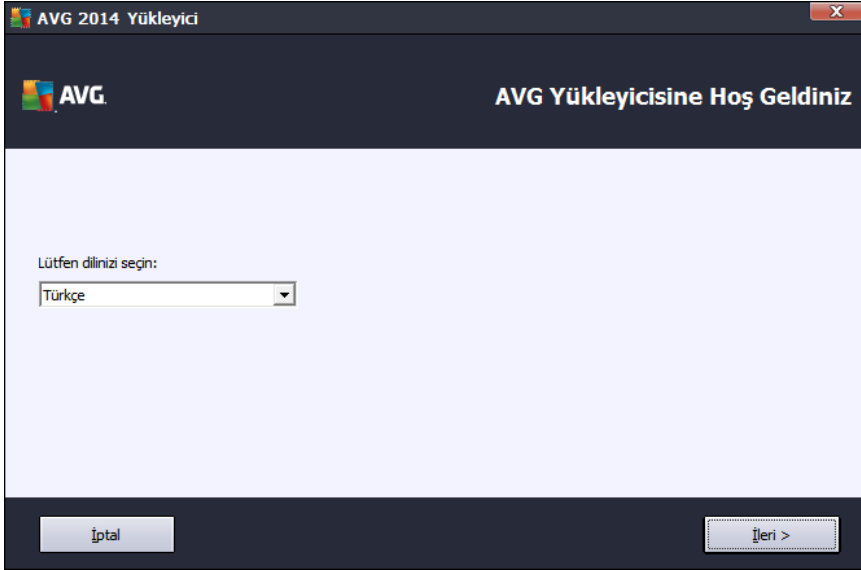 AVG 2014 Yükleyici
AVG.
AVG Yükleyicisine Hoş Geldiniz
Lütfen dilinizi seçin:
Türkçe
İptal
İleri >